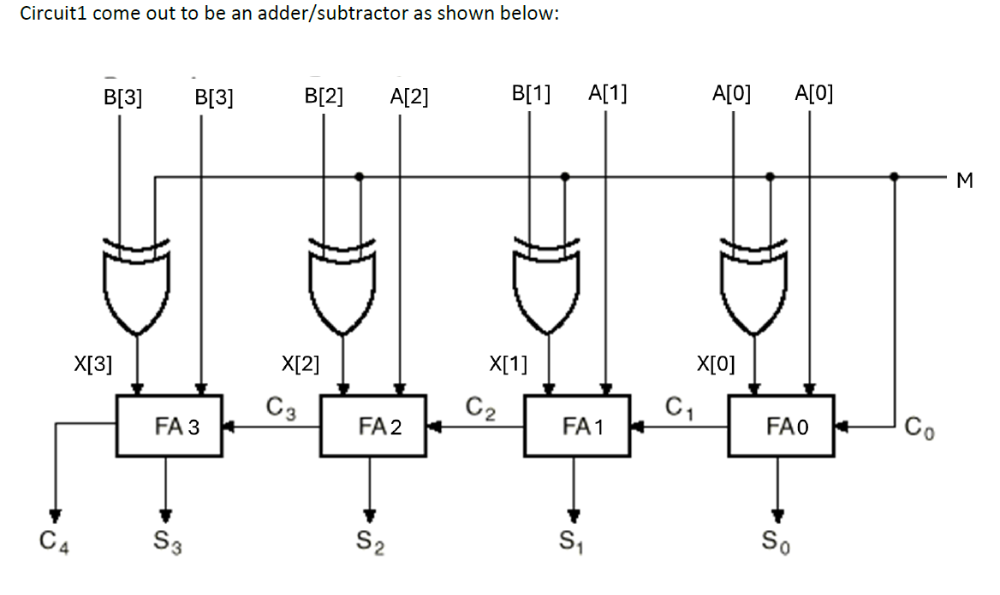 Circuit1 come out to be an adder/subtractor as shown below:
B[3] B[3] B[2] A[2] B[1] A[1] A[0] A[0]
M
X[3] X[2] X[1] X[0]
C3 C2 C1
FA 3 FA 2 FA 1 FA 0 C0
C4 S3 S2 S1 S0